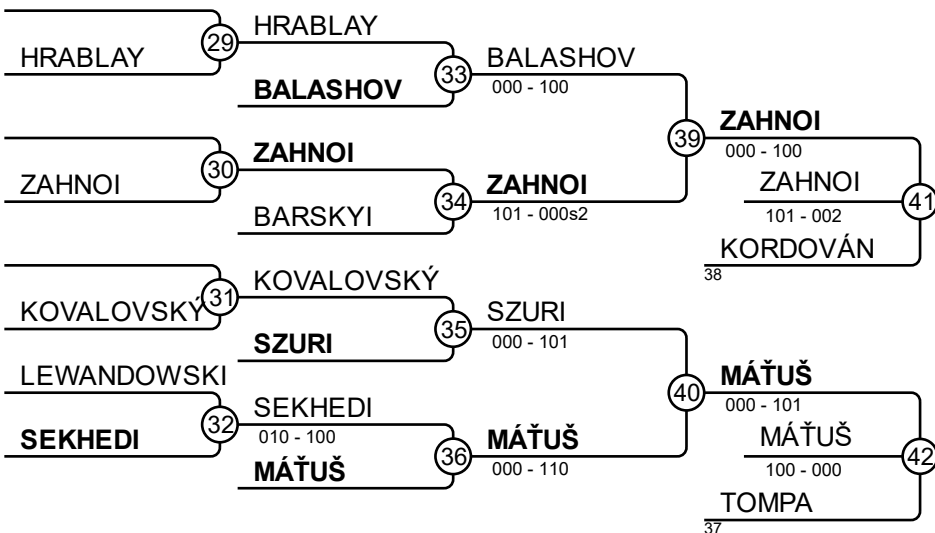 HRABLAY
29
HRABLAY
BALASHOV
33
BALASHOV
000 - 100
ZAHNOI
30
ZAHNOI
BARSKYI
34
ZAHNOI
101 - 000s2
39
ZAHNOI
000 - 100
ZAHNOI
101 - 002
41
KORDOVÁN
38
KOVALOVSKÝ
31
KOVALOVSKÝ
SZURI
35
SZURI
000 - 101
LEWANDOWSKI
SEKHEDI
32
SEKHEDI
010 - 100
MÁŤUŠ
36
MÁŤUŠ
000 - 110
40
MÁŤUŠ
000 - 101
MÁŤUŠ
100 - 000
42
TOMPA
37